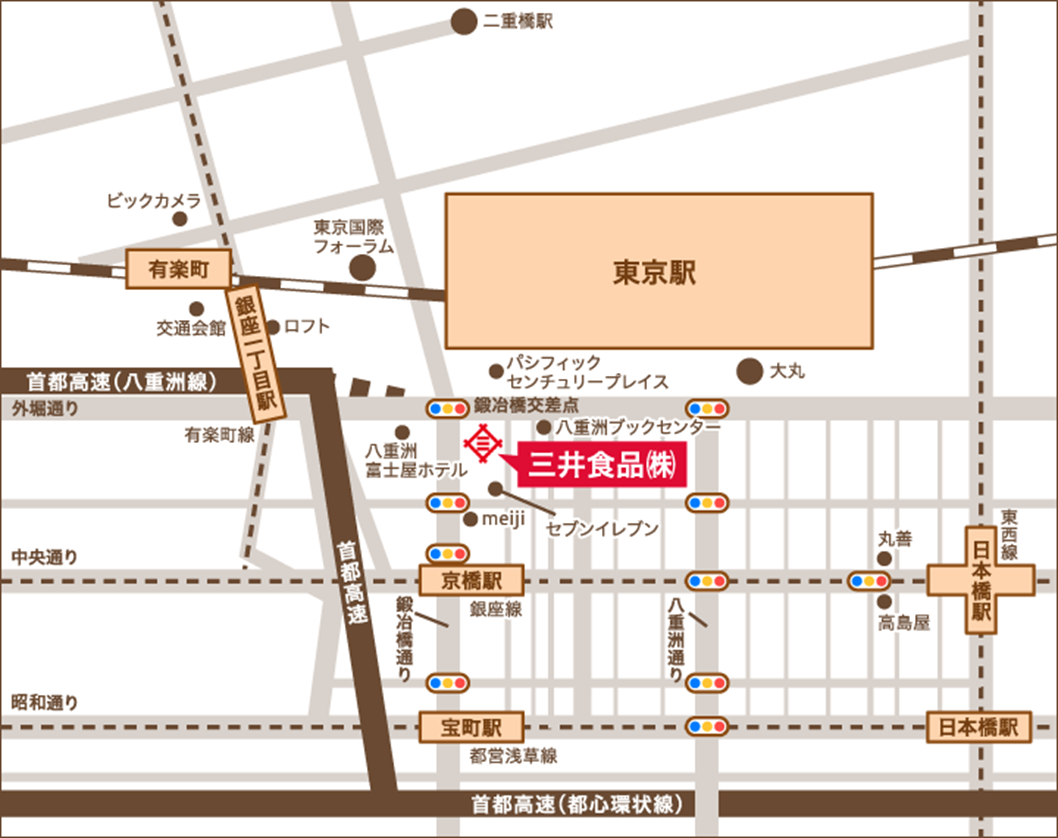 二重橋駅
ビックカメラ
東京国際
フォーラム
有楽町
東京駅
交通会館
銀座一丁目駅
ロフト
パシフィック
センチュリープレイス
大丸
首都高速(八重洲線)
外堀通り
鍛冶橋交差点
有楽町線
八重洲ブックセンター
八重洲
富士屋ホテル
三井食品㈱
meiji
セブンイレブン
東西線
丸善
中央通り
首都高速
京橋駅
銀座線
日本橋駅
鍛冶橋通り
八重洲通り
高島屋
昭和通り
宝町駅
日本橋駅
都営浅草線
首都高速(都心環状線)